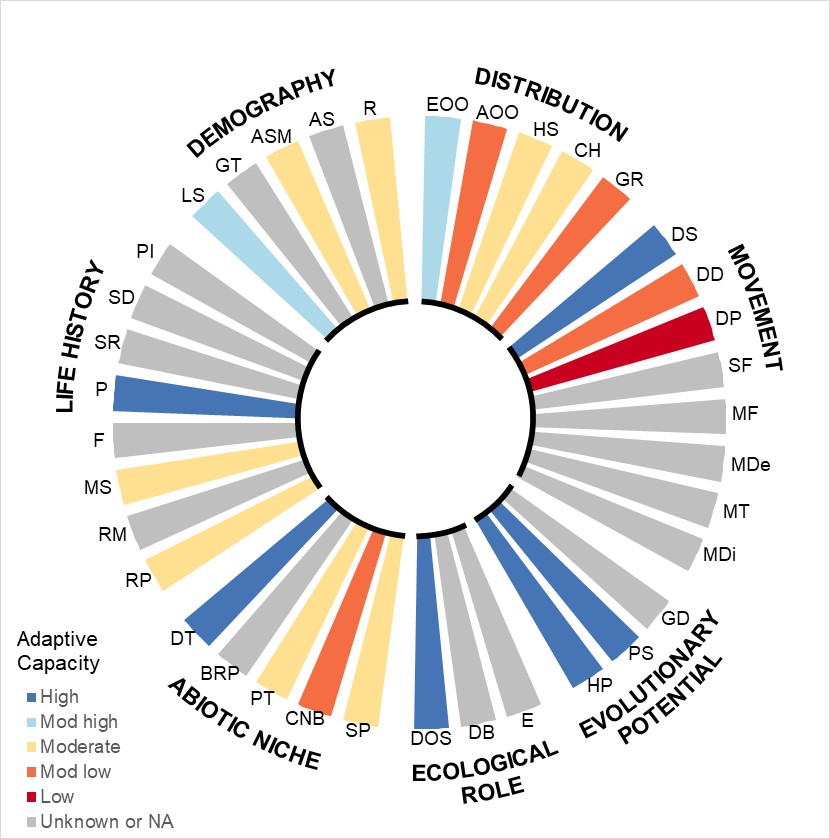 DISTRIBUTION
EOO
AOO
HS
CH
GR
MOVEMENT
DS
DD
DP
SF
MF
MDe
MT
MDi
EVOLUTIONARY
POTENTIAL
GD
PS
HP
ECOLOGICAL
ROLE
E
DB
DOS
ABIOTIC NICHE
SP
CNB
PT
BRP
DT
LIFE HISTORY
RP
RM
MS
F
P
SR
SD
PI
DEMOGRAPHY
LS
GT
ASM
AS
R
Adaptive
Capacity
High
Mod high
Moderate
Mod low
Low
Unknown or NA